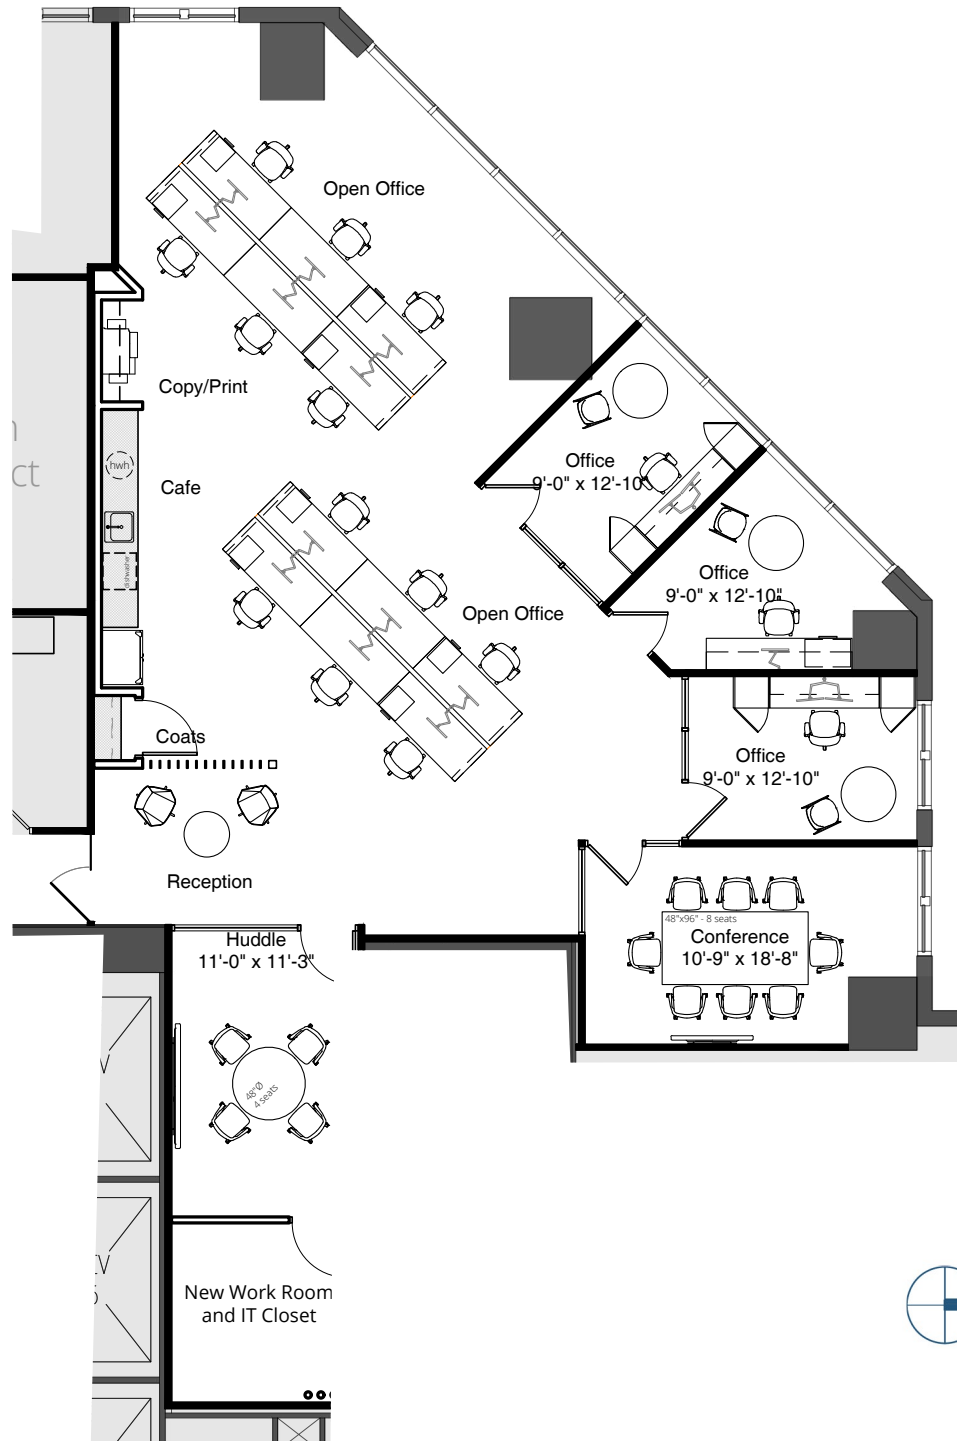 Open Office
Copy/Print
hwh
Cafe
dishwasher
Office
9'-0" x 12'-10"
Office
9'-0" x 12'-10"
Open Office
Coats
Office
9'-0" x 12'-10"
Reception
48"x96" - 8 seats
Conference
10'-9" x 18'-8"
Huddle
11'-0" x 11'-3"
48"Ø
4 seats
New Work Room
and IT Closet
ct